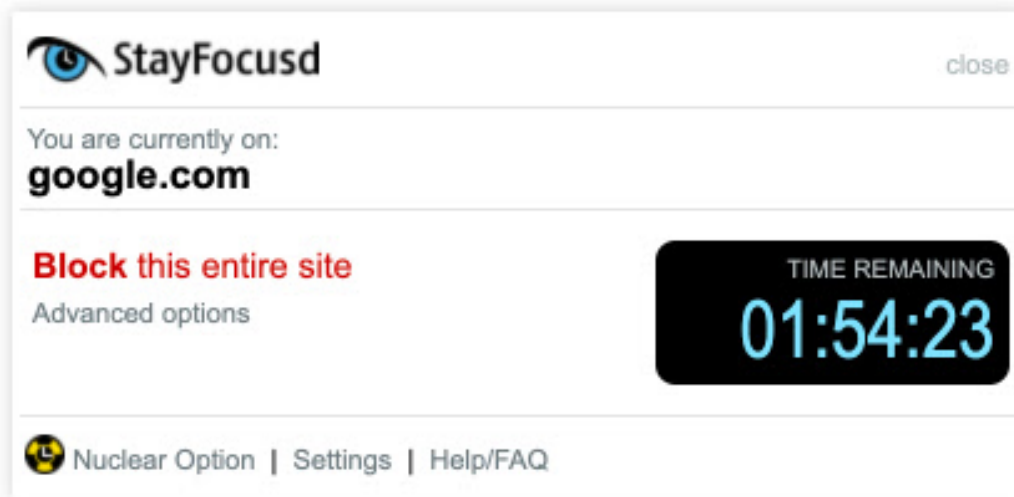 StayFocusd
close
You are currently on:
google.com
Block this entire site
Advanced options
TIME REMAINING
01:54:23
Nuclear Option | Settings | Help/FAQ